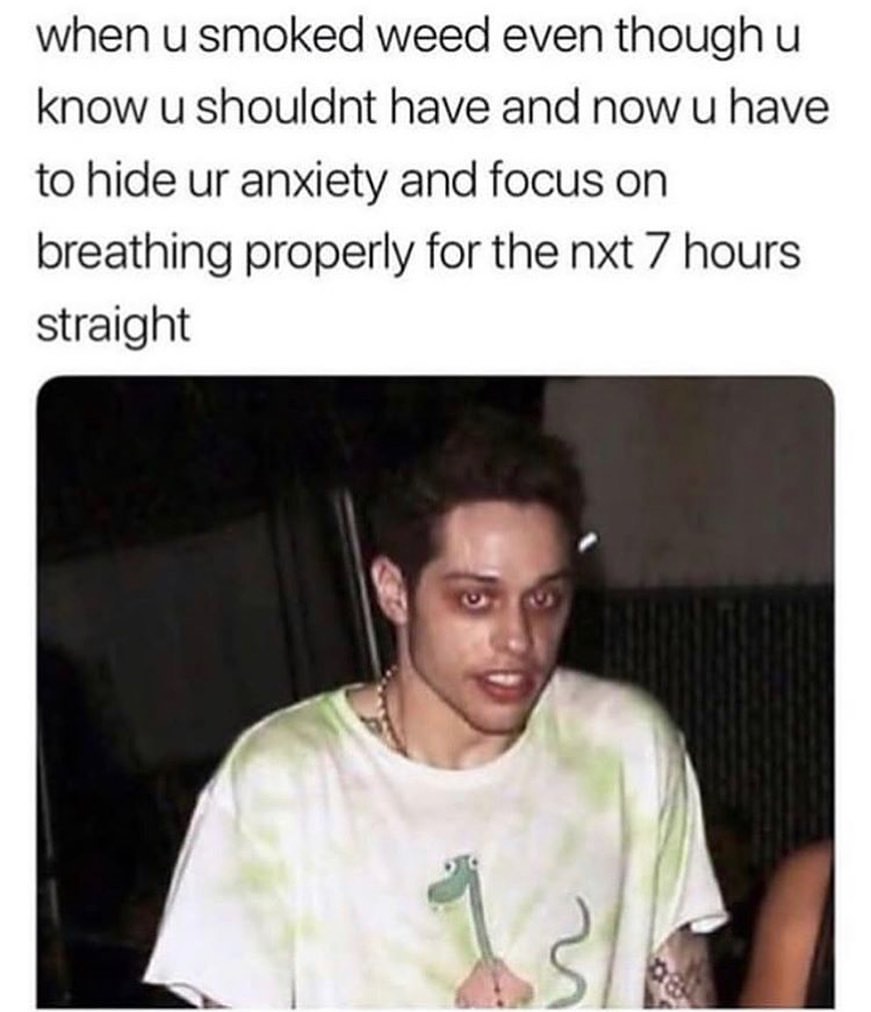 when u smoked weed even though u
know u shouldnt have and now u have
to hide ur anxiety and focus on
breathing properly for the nxt 7 hours
straight